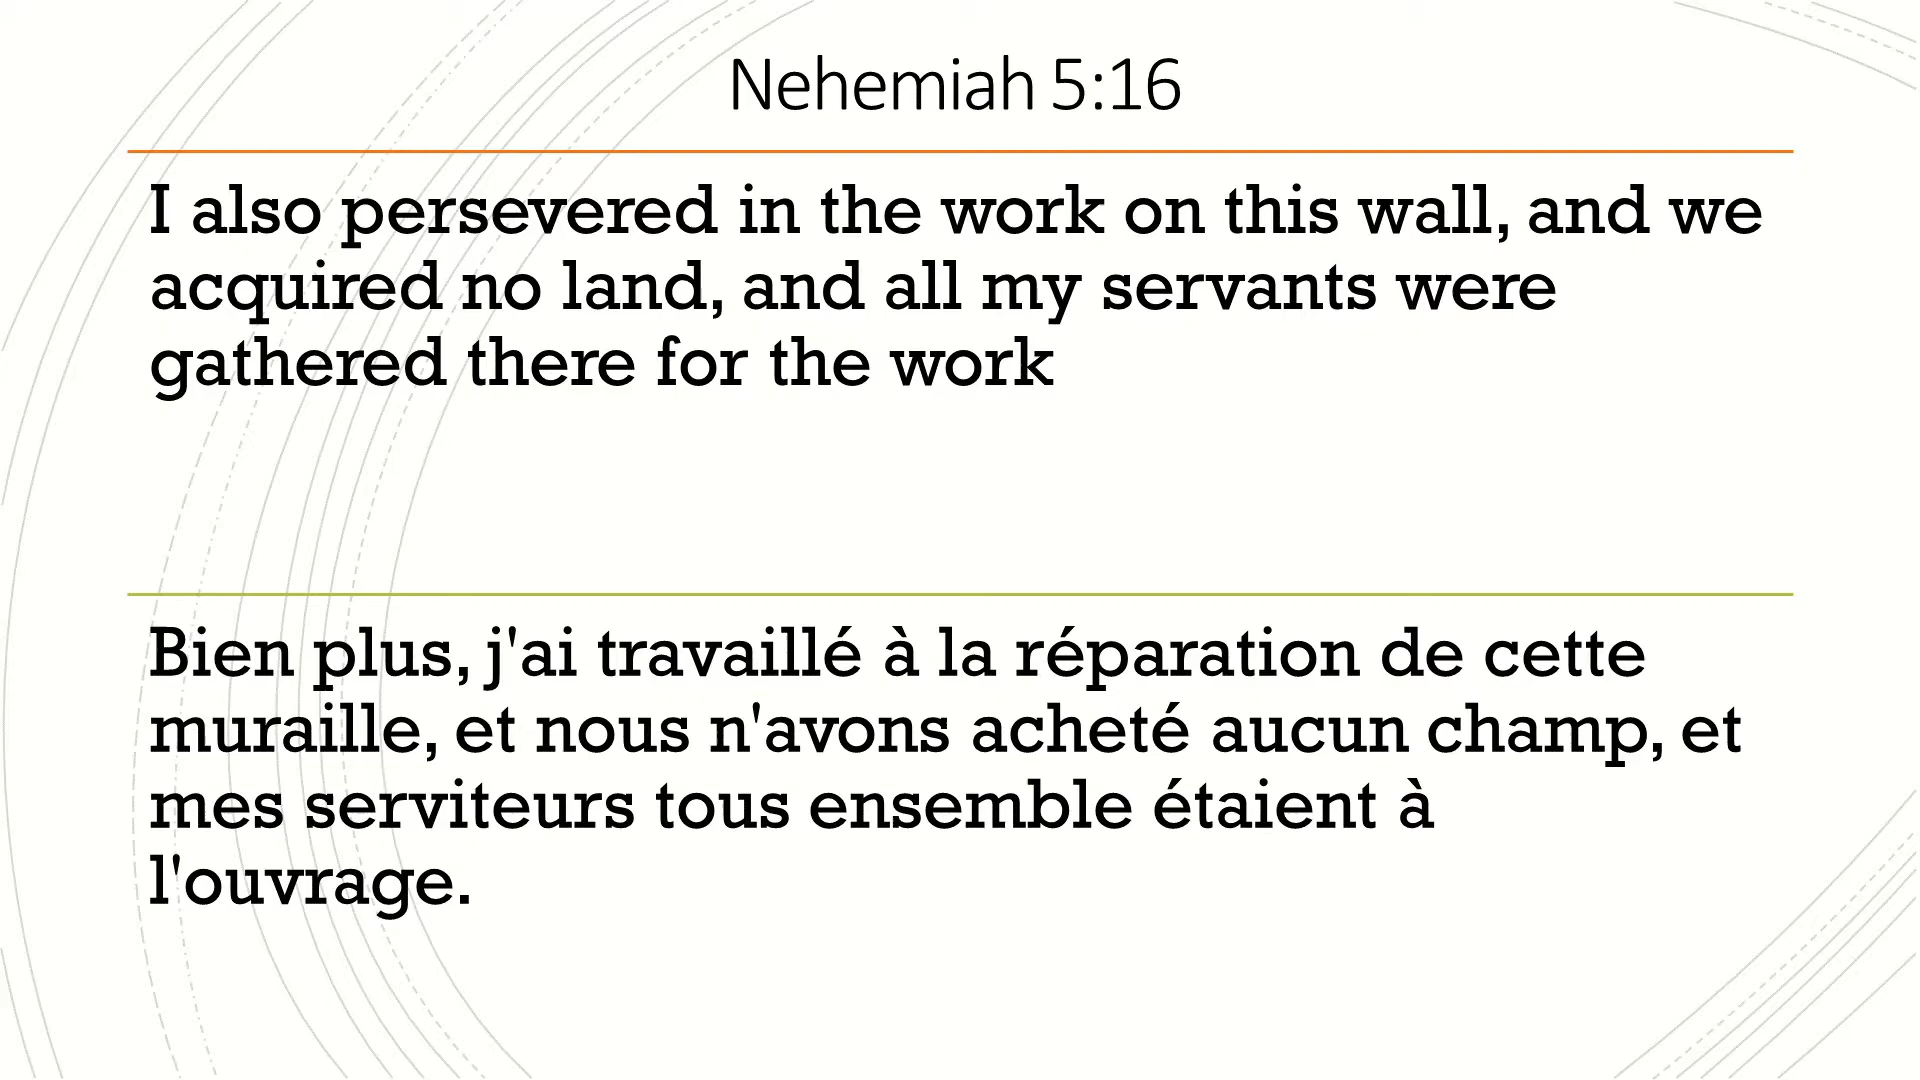 Nehemiah 5:16
I also persevered in the work on this wall, and we
acquired no land, and all my servants were
gathered there for the work
Bien plus, j'ai travaillé à la réparation de cette
muraille, et nous n'avons acheté aucun champ, et
mes serviteurs tous ensemble étaient à
l'ouvrage.